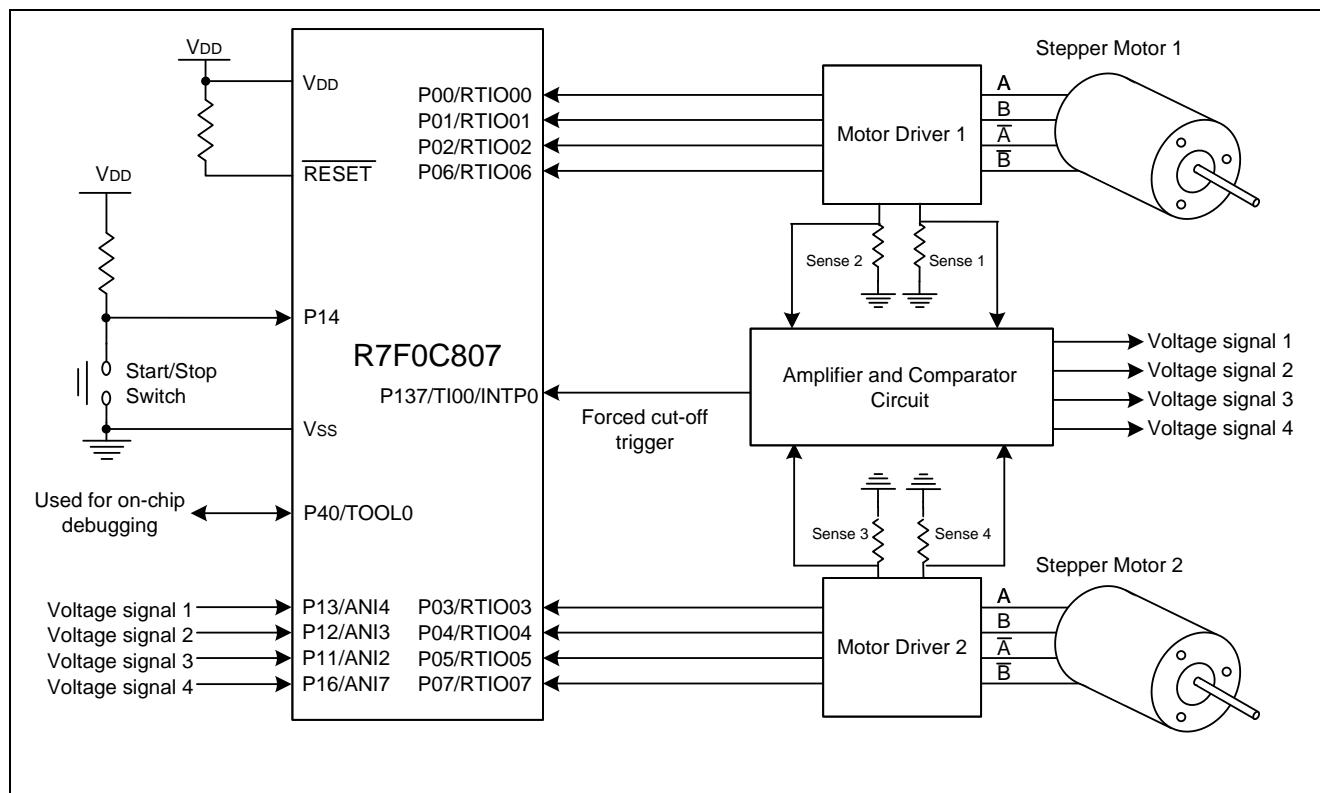 VDD
VDD
RESET
VDD
P14
Start/Stop
Switch
VSS
Used for on-chip
debugging
P40/TOOL0
Voltage signal 1
Voltage signal 2
Voltage signal 3
Voltage signal 4
P13/ANI4
P12/ANI3
P11/ANI2
P16/ANI7
R7F0C807
P00/RTIO00
P01/RTIO01
P02/RTIO02
P06/RTIO06
P137/TI00/INTP0
Forced cut-off
trigger
P03/RTIO03
P04/RTIO04
P05/RTIO05
P07/RTIO07
Motor Driver 1
A
B
A̅
B̅
Stepper Motor 1
Sense 2
Sense 1
Amplifier and Comparator
Circuit
Voltage signal 1
Voltage signal 2
Voltage signal 3
Voltage signal 4
Sense 3
Sense 4
Motor Driver 2
A
B
A̅
B̅
Stepper Motor 2